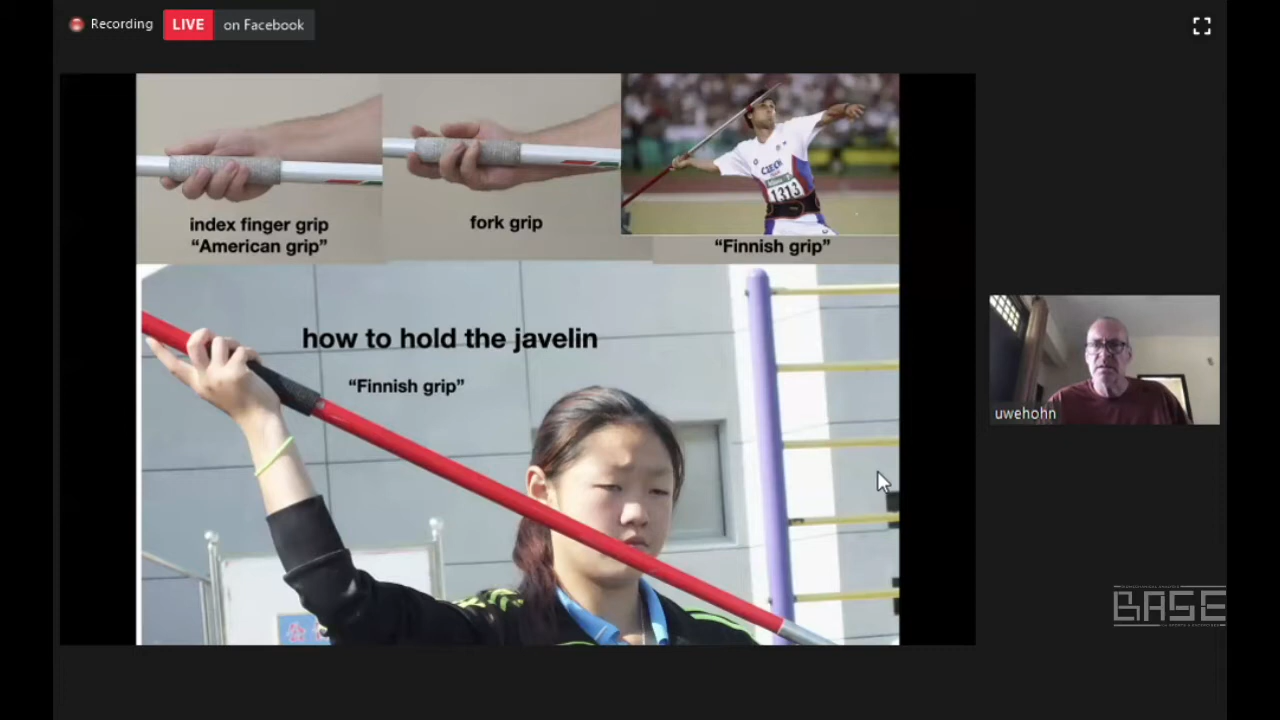 Recording
LIVE on Facebook
index finger grip
“American grip”
fork grip
CZECH
1313
“Finnish grip”
how to hold the javelin
“Finnish grip”
uwehohn
BASE